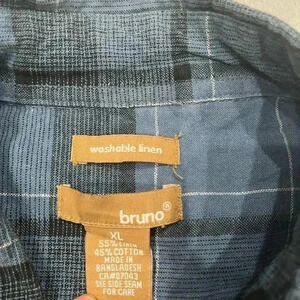 washable linen
bruno®
XL
55% LINEN
45% COTTON
MADE IN
BANGLADESH
CA#07043
SEE SIDE SEAM
FOR CARE